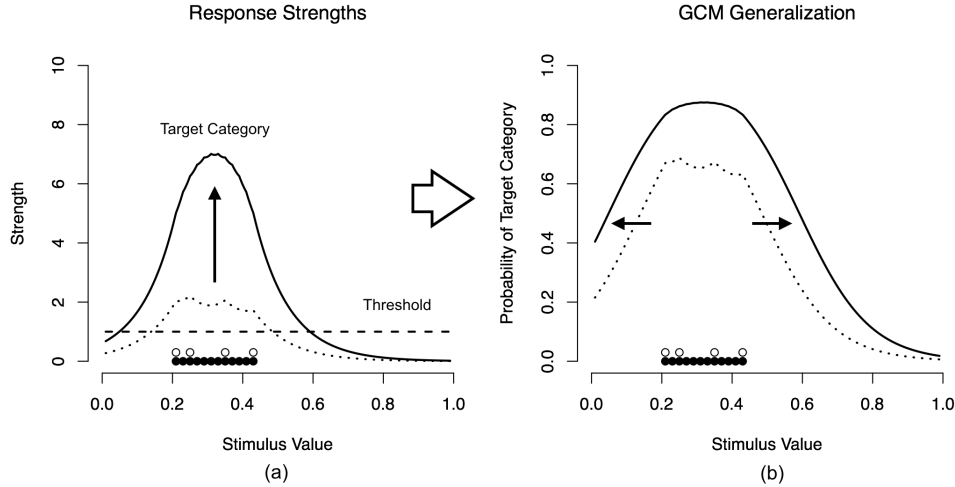 Response Strengths
GCM Generalization
Strength
10
8
6
4
2
0
Target Category
Threshold
0.0 0.2 0.4 0.6 0.8 1.0
Stimulus Value
(a)
Probability of Target Category
1.0
0.8
0.6
0.4
0.2
0.0
0.0 0.2 0.4 0.6 0.8 1.0
Stimulus Value
(b)